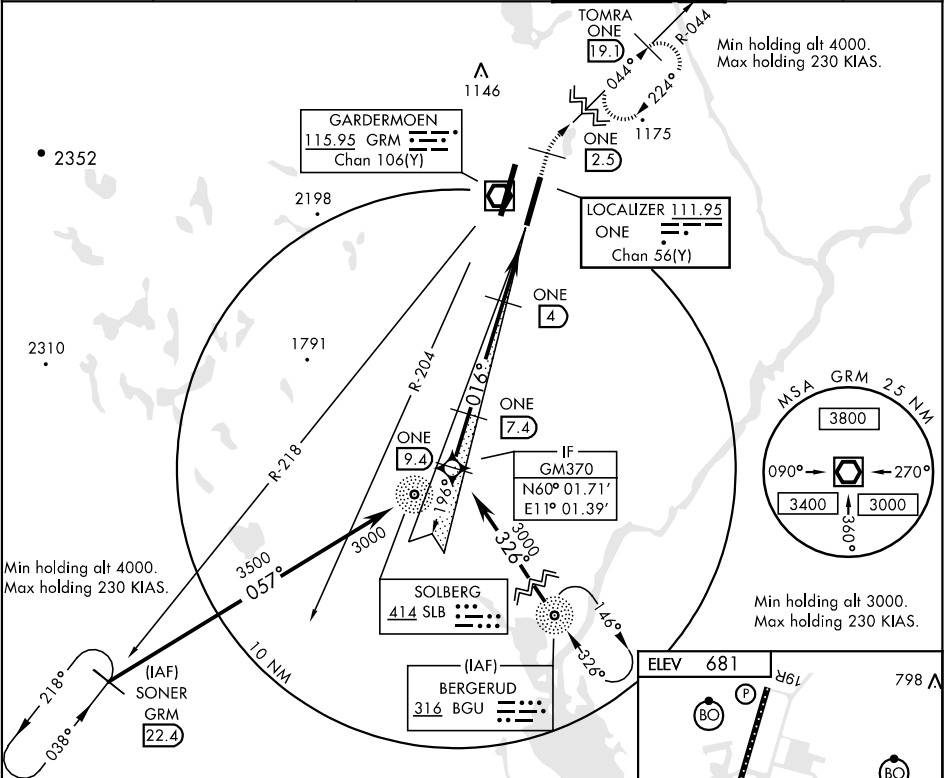 TOMRA
ONE
19.1
R-044
044°
224°
Min holding alt 4000.
Max holding 230 KIAS.
1146
1175
GARDERMOEN
115.95 GRM
Chan 106(Y)
ONE
2.5
2352
2198
LOCALIZER 111.95
ONE
Chan 56(Y)
ONE
4
2310
1791
R-204
R-218
016°
ONE
7.4
ONE
9.4
196°
IF
GM370
N60° 01.71'
E11° 01.39'
MSA GRM 25 NM
3800
090°
270°
3400
3000
360°
3500
057°
3000
3000
326°
Min holding alt 4000.
Max holding 230 KIAS.
SOLBERG
414 SLB
146°
326°
Min holding alt 3000.
Max holding 230 KIAS.
10 NM
(IAF)
SONER
GRM
22.4
218°
038°
(IAF)
BERGERUD
316 BGU
ELEV 681
19R
798
P
BO
BO